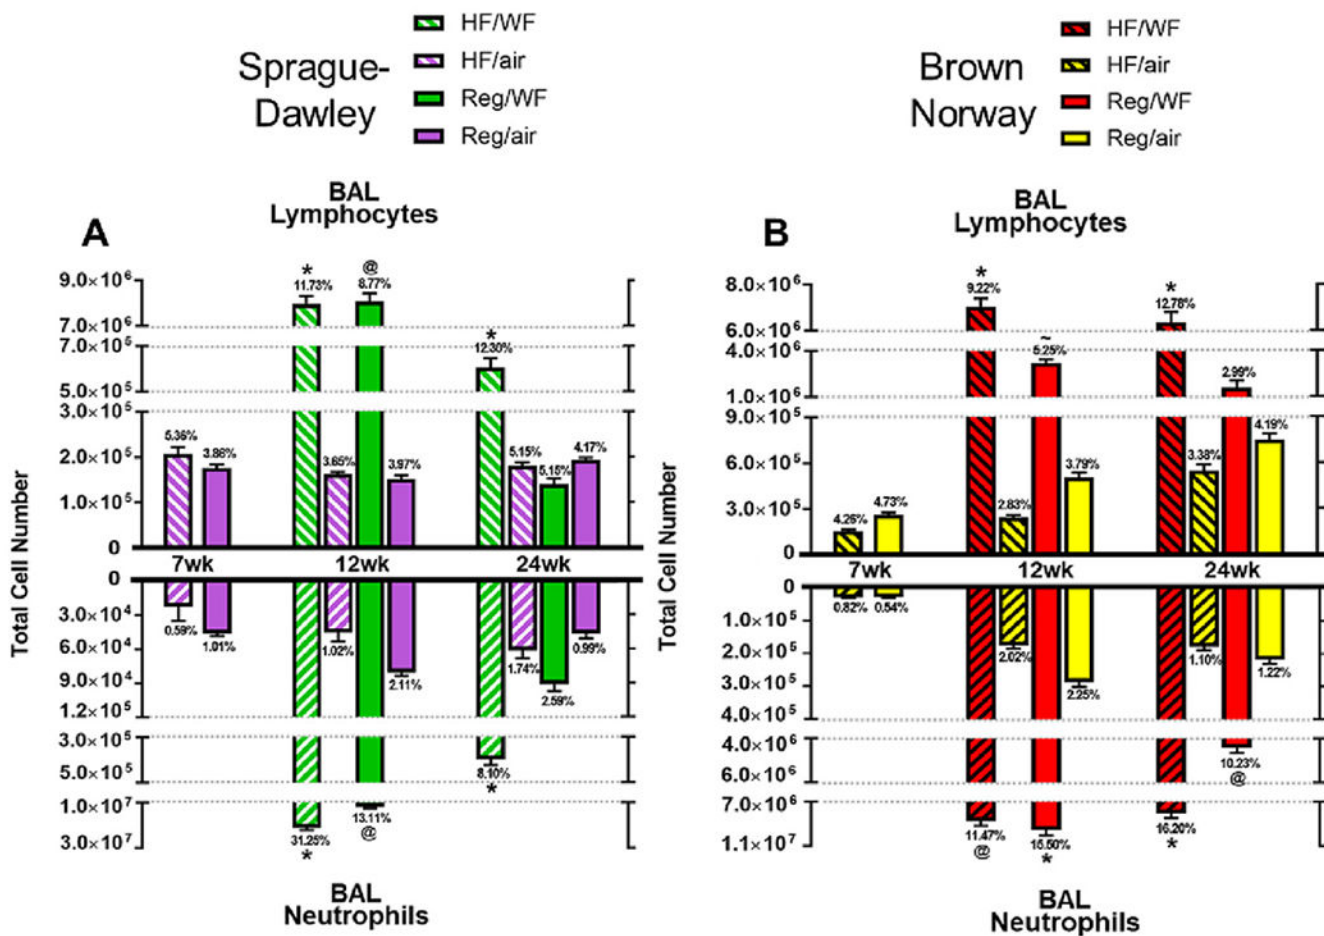 Sprague-
Dawley
HF/WF
HF/air
Reg/WF
Reg/air
Brown
Norway
HF/WF
HF/air
Reg/WF
Reg/air
A
BAL
Lymphocytes
Total Cell Number
9.0×10⁶
7.0×10⁶
7.0×10⁵
5.0×10⁵
3.0×10⁵
2.0×10⁵
1.0×10⁵
0
*
11.73%
@
8.77%
*
12.30%
5.36%
3.86%
3.65%
3.97%
5.15%
5.15%
4.17%
7wk
12wk
24wk
0
3.0×10⁴
6.0×10⁴
9.0×10⁴
1.2×10⁵
3.0×10⁵
5.0×10⁵
1.0×10⁷
3.0×10⁷
0.59%
1.01%
1.02%
2.11%
1.74%
2.59%
0.99%
8.10%
*
31.25%
*
13.11%
@
BAL
Neutrophils
B
BAL
Lymphocytes
Total Cell Number
8.0×10⁶
6.0×10⁶
4.0×10⁶
1.0×10⁶
9.0×10⁵
6.0×10⁵
3.0×10⁵
0
*
9.22%
*
12.78%
~
5.25%
2.99%
4.26%
4.73%
2.83%
3.79%
3.38%
4.19%
7wk
12wk
24wk
0
1.0×10⁵
2.0×10⁵
3.0×10⁵
4.0×10⁵
4.0×10⁶
6.0×10⁶
7.0×10⁶
1.1×10⁷
0.82%
0.54%
2.02%
2.25%
1.10%
1.22%
10.23%
@
11.47%
@
15.50%
*
16.20%
*
BAL
Neutrophils